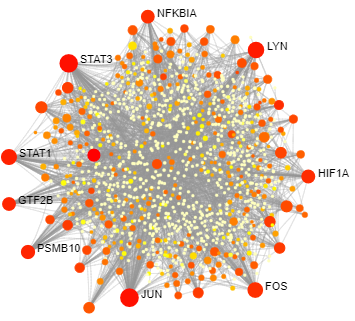 NFKBIA
LYN
STAT3
STAT1
HIF1A
GTF2B
PSMB10
JUN
FOS